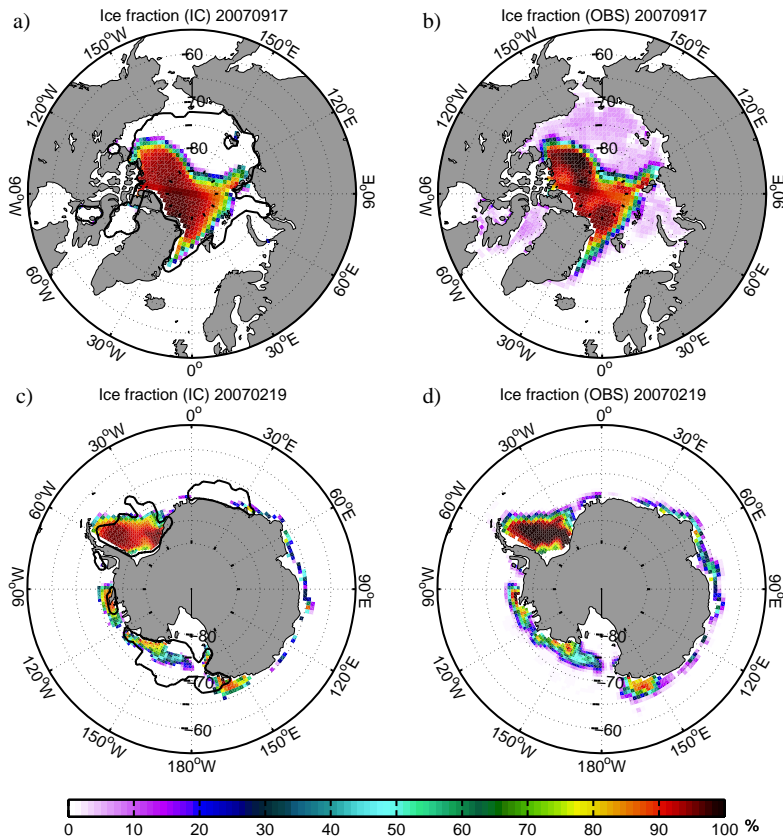 a) Ice fraction (IC) 20070917
b) Ice fraction (OBS) 20070917
150°W 150°E 150°W 150°E
120°W 120°E 120°W 120°E
−60 −70 −80 −60 −70 −80
90°W 90°E 90°W 90°E
60°W 60°E 60°W 60°E
30°W 0° 30°E 30°W 0° 30°E
c) Ice fraction (IC) 20070219
d) Ice fraction (OBS) 20070219
0° 0°
30°W 30°E 30°W 30°E
60°W 60°E 60°W 60°E
90°W 90°E 90°W 90°E
−80 −70 −60 −80 −70 −60
120°W 120°E 120°W 120°E
150°W 150°E 150°W 150°E
180°W 180°W
0 10 20 30 40 50 60 70 80 90 100 %